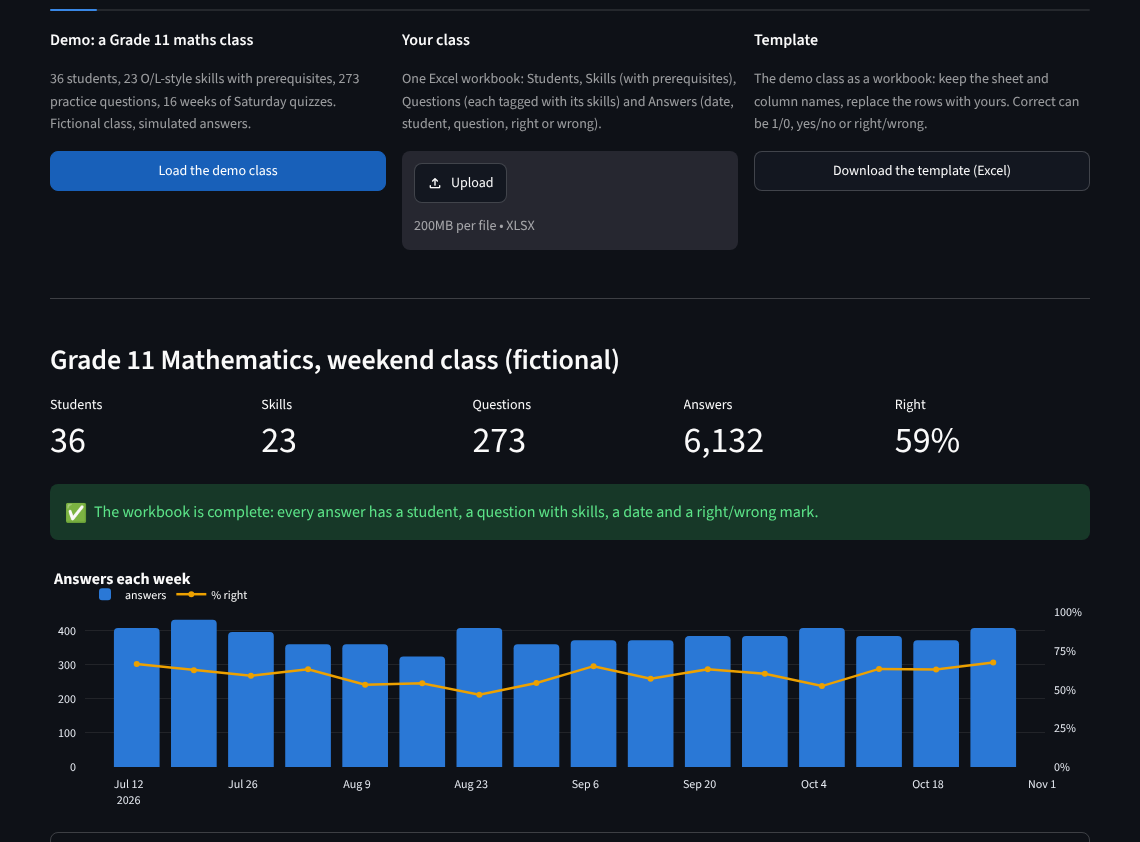 Demo: a Grade 11 maths class
36 students, 23 O/L-style skills with prerequisites, 273
practice questions, 16 weeks of Saturday quizzes.
Fictional class, simulated answers.
Load the demo class
Your class
One Excel workbook: Students, Skills (with prerequisites),
Questions (each tagged with its skills) and Answers (date,
student, question, right or wrong).
Upload
200MB per file • XLSX
Template
The demo class as a workbook: keep the sheet and
column names, replace the rows with yours. Correct can
be 1/0, yes/no or right/wrong.
Download the template (Excel)
Grade 11 Mathematics, weekend class (fictional)
Students
36
Skills
23
Questions
273
Answers
6,132
Right
59%
✅ The workbook is complete: every answer has a student, a question with skills, a date and a right/wrong mark.
Answers each week
answers % right
400
300
200
100
0
100%
75%
50%
25%
0%
Jul 12 Jul 26 Aug 9 Aug 23 Sep 6 Sep 20 Oct 4 Oct 18 Nov 1
2026